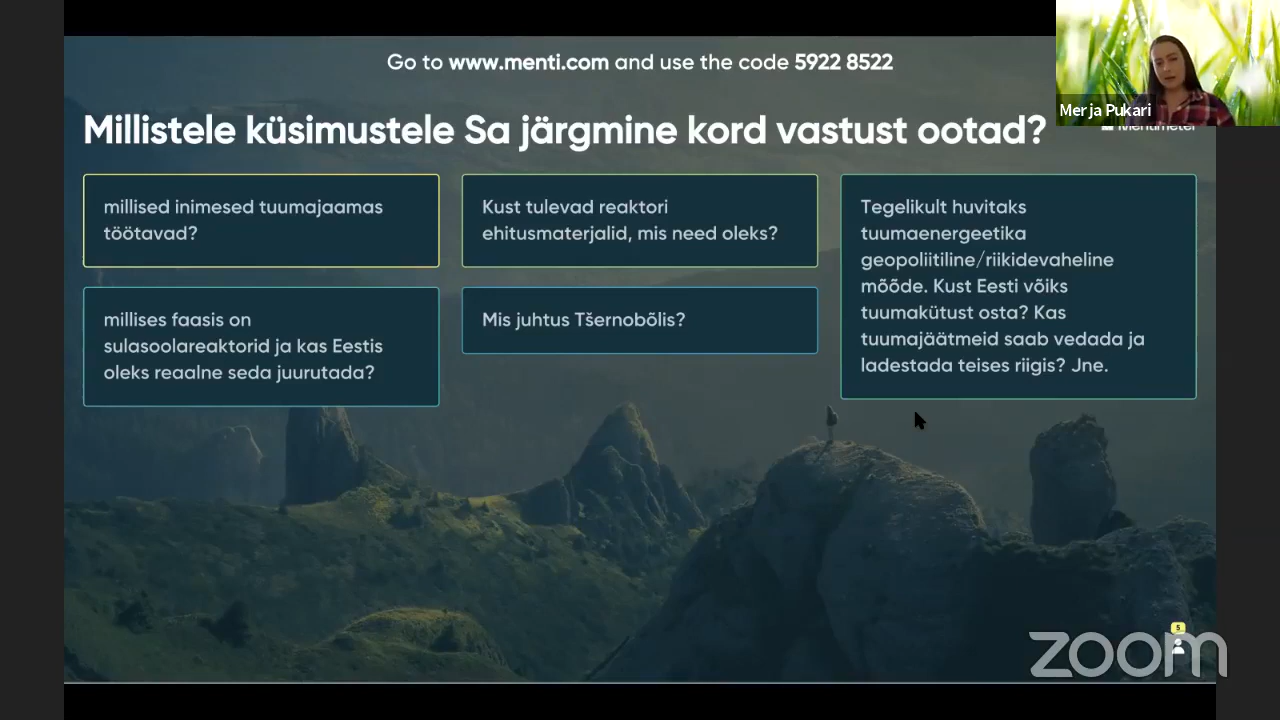 Go to www.menti.com and use the code 5922 8522
Merja Pukari
Millistele küsimustele Sa järgmine kord vastust ootad?
Mentimeter
millised inimesed tuumajaamas
töötavad?
Kust tulevad reaktori
ehitusmaterjalid, mis need oleks?
Tegelikult huvitaks
tuumaenergeetika
geopoliitiline/riikidevaheline
mõõde. Kust Eesti võiks
tuumakütust osta? Kas
tuumajäätmeid saab vedada ja
ladestada teises riigis? Jne.
millises faasis on
sulasoolareaktorid ja kas Eestis
oleks reaalne seda juurutada?
Mis juhtus Tšernobõlis?
5
zoom